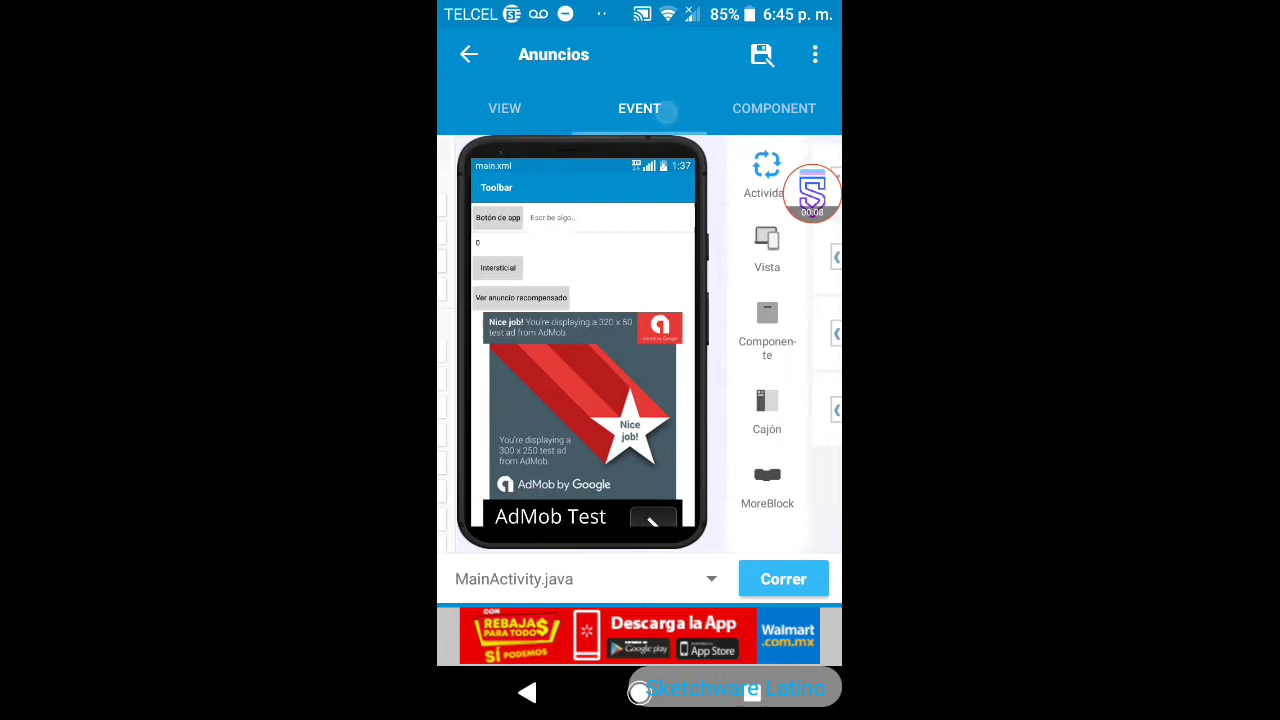 TELCEL 85% 6:45 p. m.
Anuncios
VIEW EVENT COMPONENT
main.xml 1:37
Toolbar
Botón de app Escribe algo...
0
Intersticial
Ver anuncio recompensado
Nice job! You're displaying a 320 x 50
test ad from AdMob.
AdMob by Google
Nice
job!
You're displaying a
300 x 250 test ad
from AdMob.
AdMob by Google
AdMob Test
Activida
00:08
Vista
Componen-
te
Cajón
MoreBlock
MainActivity.java
Correr
CON
REBAJAS
PARA TODO$
SÍ PODEMOS
Descarga la App
Google play
App Store
Walmart
.com.mx
Sketchware Latino